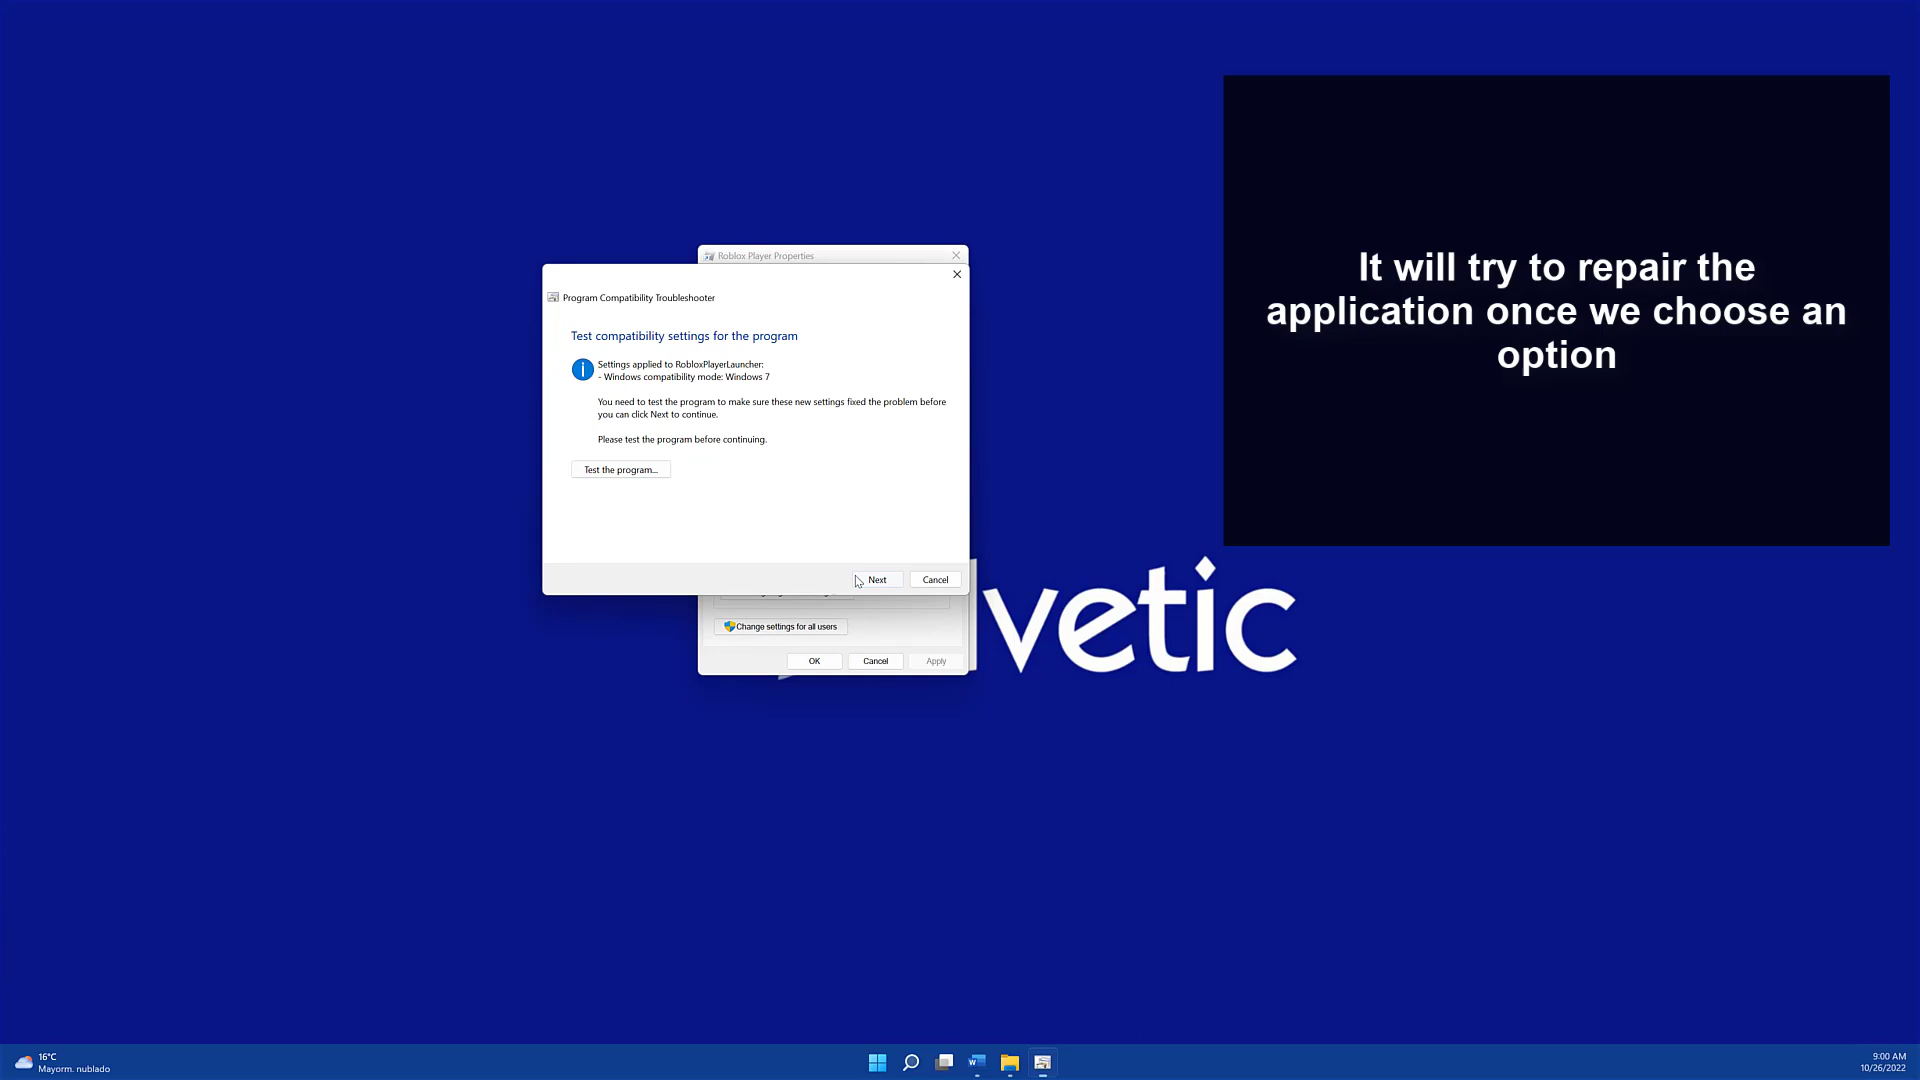 Roblox Player Properties
Program Compatibility Troubleshooter
Test compatibility settings for the program
Settings applied to RobloxPlayerLauncher:
- Windows compatibility mode: Windows 7
You need to test the program to make sure these new settings fixed the problem before
you can click Next to continue.
Please test the program before continuing.
Test the program...
Next
Cancel
Change settings for all users
OK
Cancel
Apply
It will try to repair the
application once we choose an
option
vetic
16°C
Mayorm. nublado
W
9:00 AM
10/26/2022